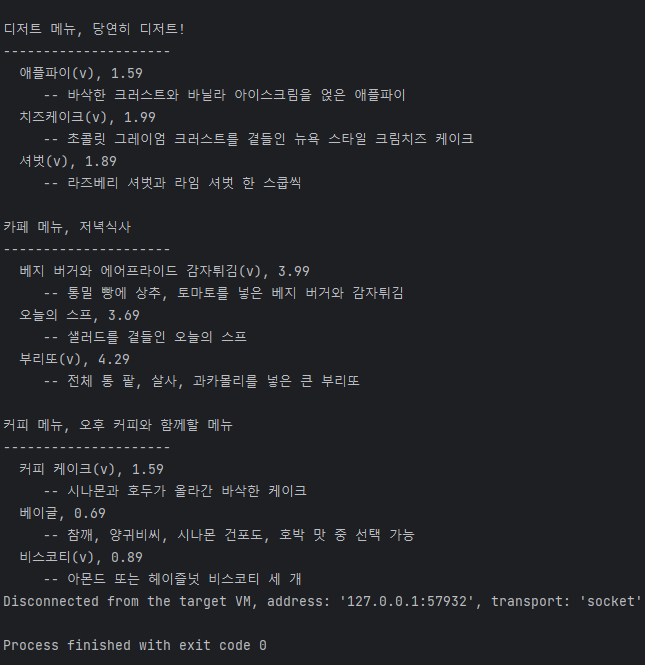 디저트 메뉴, 당연히 디저트!
---------------------
애플파이(v), 1.59
-- 바삭한 크러스트와 바닐라 아이스크림을 얹은 애플파이
치즈케이크(v), 1.99
-- 초콜릿 그레이엄 크러스트를 곁들인 뉴욕 스타일 크림치즈 케이크
셔벗(v), 1.89
-- 라즈베리 셔벗과 라임 셔벗 한 스쿱씩
카페 메뉴, 저녁식사
---------------------
베지 버거와 에어프라이드 감자튀김(v), 3.99
-- 통밀 빵에 상추, 토마토를 넣은 베지 버거와 감자튀김
오늘의 스프, 3.69
-- 샐러드를 곁들인 오늘의 스프
부리또(v), 4.29
-- 전체 통 팥, 살사, 과카몰리를 넣은 큰 부리또
커피 메뉴, 오후 커피와 함께할 메뉴
---------------------
커피 케이크(v), 1.59
-- 시나몬과 호두가 올라간 바삭한 케이크
베이글, 0.69
-- 참깨, 양귀비씨, 시나몬 건포도, 호박 맛 중 선택 가능
비스코티(v), 0.89
-- 아몬드 또는 헤이즐넛 비스코티 세 개
Disconnected from the target VM, address: '127.0.0.1:57932', transport: 'socket'
Process finished with exit code 0